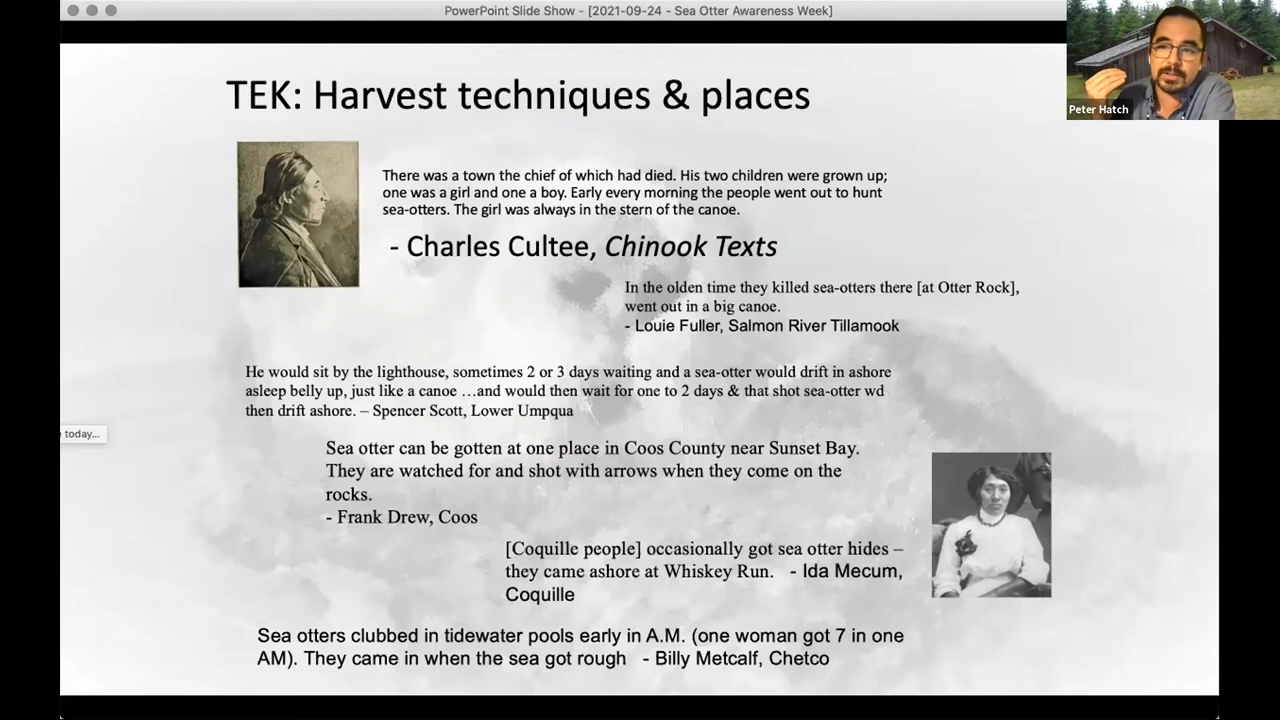 PowerPoint Slide Show - [2021-09-24 - Sea Otter Awareness Week]
Peter Hatch
TEK: Harvest techniques & places
There was a town the chief of which had died. His two children were grown up;
one was a girl and one a boy. Early every morning the people went out to hunt
sea-otters. The girl was always in the stern of the canoe.
- Charles Cultee, Chinook Texts
In the olden time they killed sea-otters there [at Otter Rock],
went out in a big canoe.
- Louie Fuller, Salmon River Tillamook
He would sit by the lighthouse, sometimes 2 or 3 days waiting and a sea-otter would drift in ashore
asleep belly up, just like a canoe …and would then wait for one to 2 days & that shot sea-otter wd
then drift ashore. – Spencer Scott, Lower Umpqua
today...
Sea otter can be gotten at one place in Coos County near Sunset Bay.
They are watched for and shot with arrows when they come on the
rocks.
- Frank Drew, Coos
[Coquille people] occasionally got sea otter hides –
they came ashore at Whiskey Run. - Ida Mecum,
Coquille
Sea otters clubbed in tidewater pools early in A.M. (one woman got 7 in one
AM). They came in when the sea got rough - Billy Metcalf, Chetco